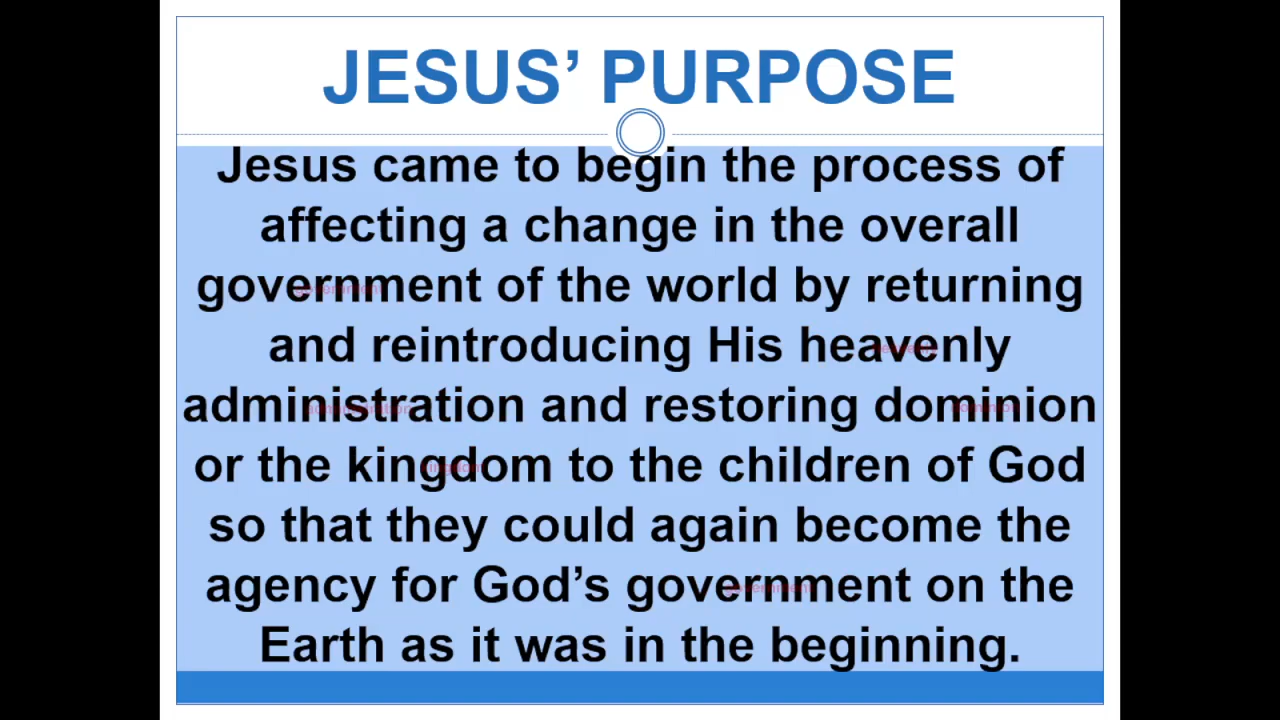 JESUS’ PURPOSE
Jesus came to begin the process of
affecting a change in the overall
government of the world by returning
and reintroducing His heavenly
administration and restoring dominion
or the kingdom to the children of God
so that they could again become the
agency for God’s government on the
Earth as it was in the beginning.